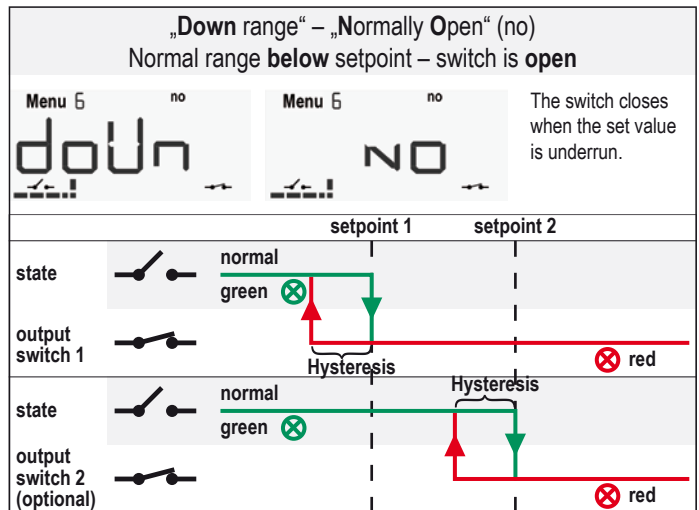 „Down range“ – „Normally Open“ (no)
Normal range below setpoint – switch is open
Menu 6 no
doUn
Menu 6 no
NO
The switch closes
when the set value
is underrun.
setpoint 1 setpoint 2
state
normal
green
output
switch 1
Hysteresis
red
state
normal
green
Hysteresis
output
switch 2
(optional)
red